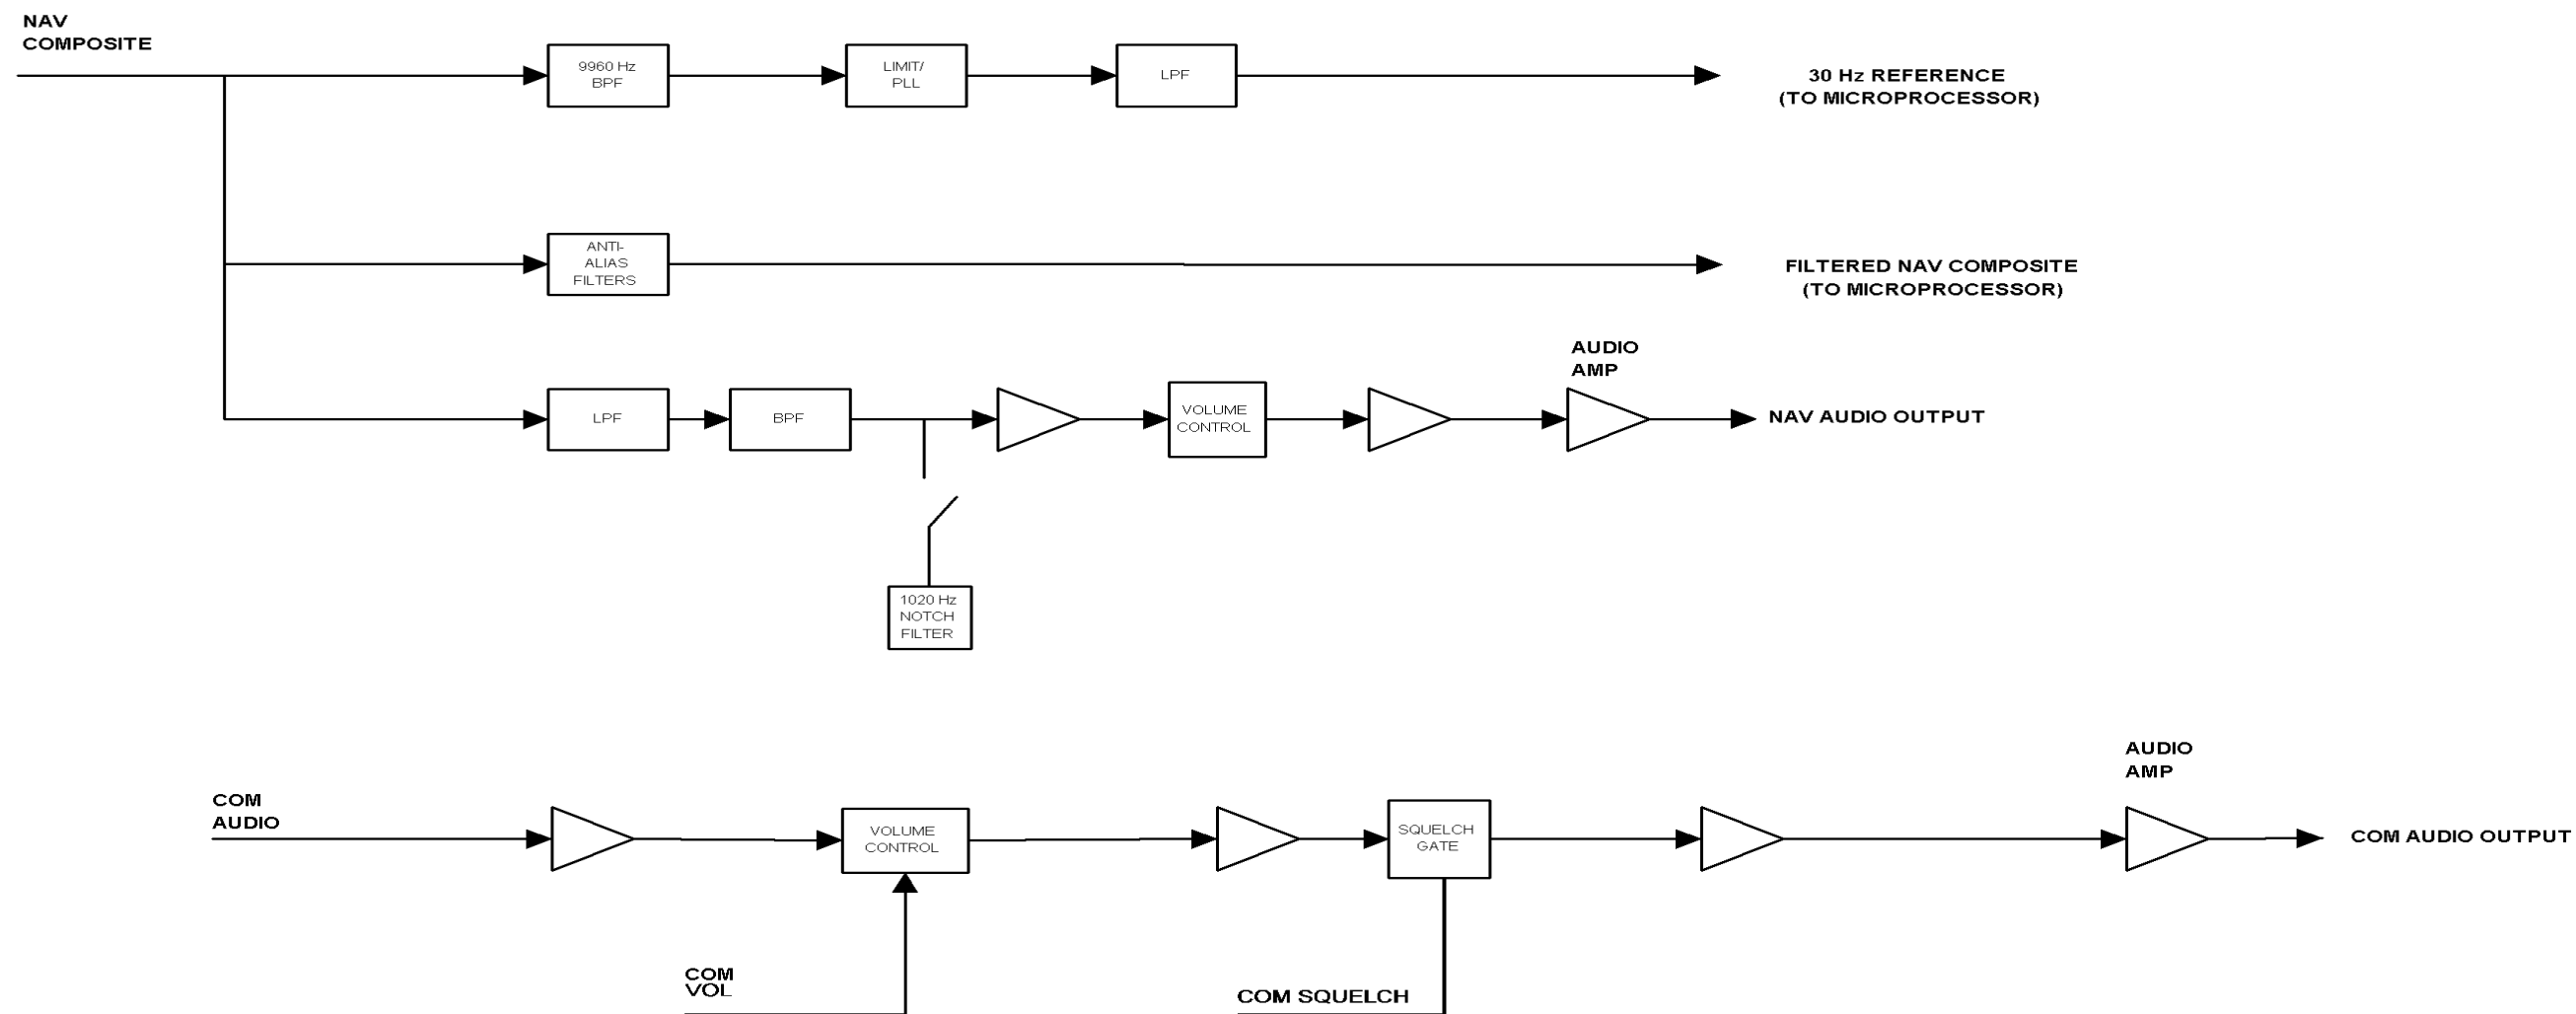 NAV
COMPOSITE
9960 Hz
BPF
LIMIT/
PLL
LPF
30 Hz REFERENCE
(TO MICROPROCESSOR)
ANTI-
ALIAS
FILTERS
FILTERED NAV COMPOSITE
(TO MICROPROCESSOR)
LPF
BPF
VOLUME
CONTROL
AUDIO
AMP
NAV AUDIO OUTPUT
1020 Hz
NOTCH
FILTER
COM
AUDIO
VOLUME
CONTROL
SQUELCH
GATE
AUDIO
AMP
COM AUDIO OUTPUT
COM
VOL
COM SQUELCH